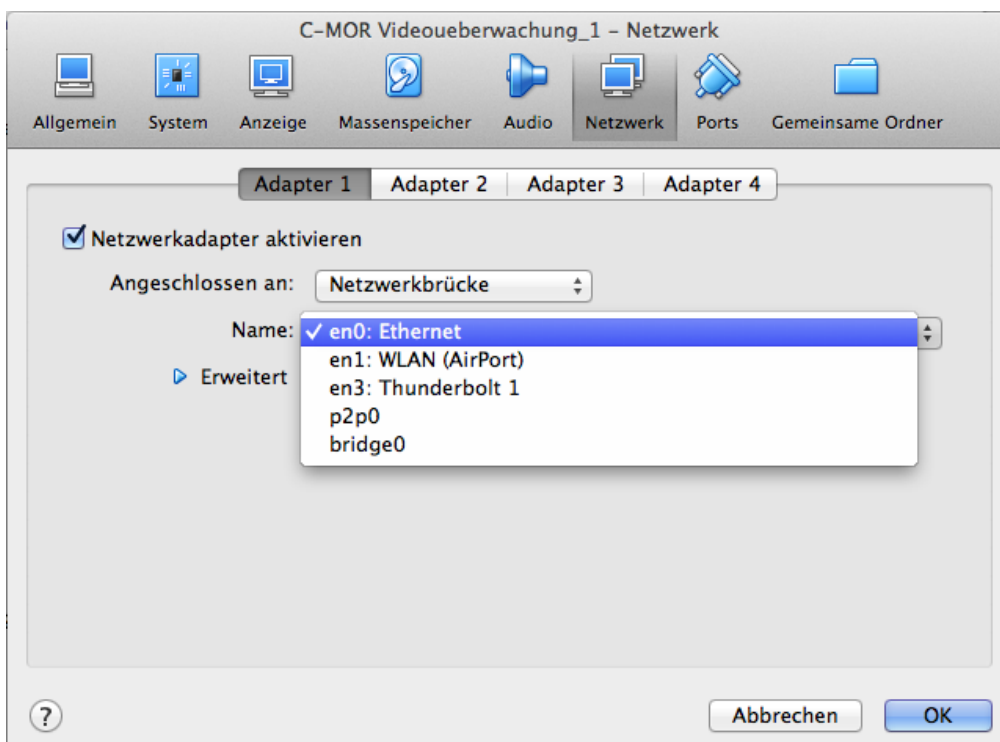 C-MOR Videoueberwachung_1 – Netzwerk
Allgemein System Anzeige Massenspeicher Audio Netzwerk Ports Gemeinsame Ordner
Adapter 1 Adapter 2 Adapter 3 Adapter 4
Netzwerkadapter aktivieren
Angeschlossen an: Netzwerkbrücke
Name: ✓ en0: Ethernet
en1: WLAN (AirPort)
en3: Thunderbolt 1
p2p0
bridge0
Erweitert
? Abbrechen OK